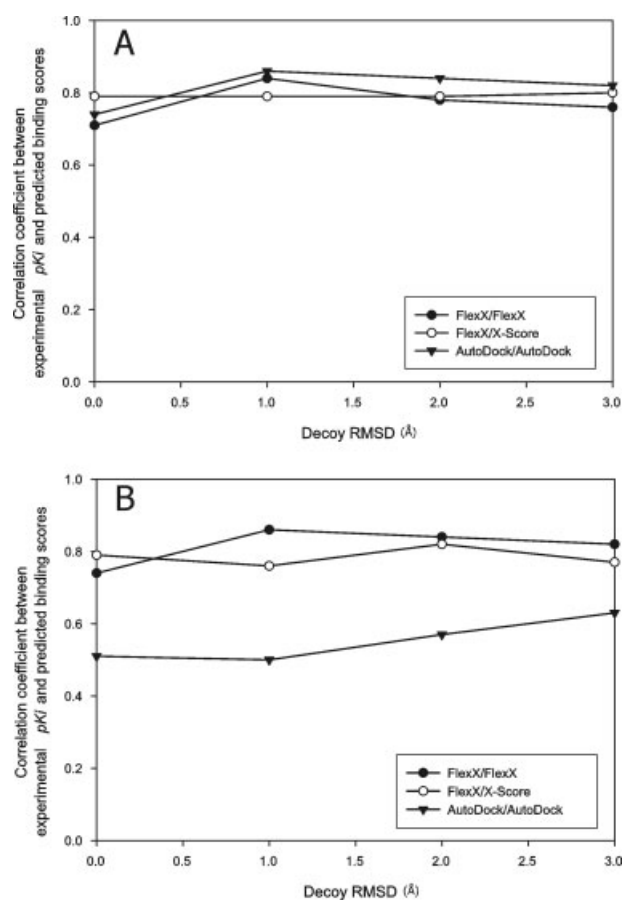 A
1.0
0.8
0.6
0.4
0.2
0.0
Correlation coefficient between
experimental pKi and predicted binding scores
FlexX/FlexX
FlexX/X-Score
AutoDock/AutoDock
0.0 0.5 1.0 1.5 2.0 2.5 3.0
Decoy RMSD (Å)
B
1.0
0.8
0.6
0.4
0.2
0.0
Correlation coefficient between
experimental pKi and predicted binding scores
FlexX/FlexX
FlexX/X-Score
AutoDock/AutoDock
0.0 0.5 1.0 1.5 2.0 2.5 3.0
Decoy RMSD (Å)